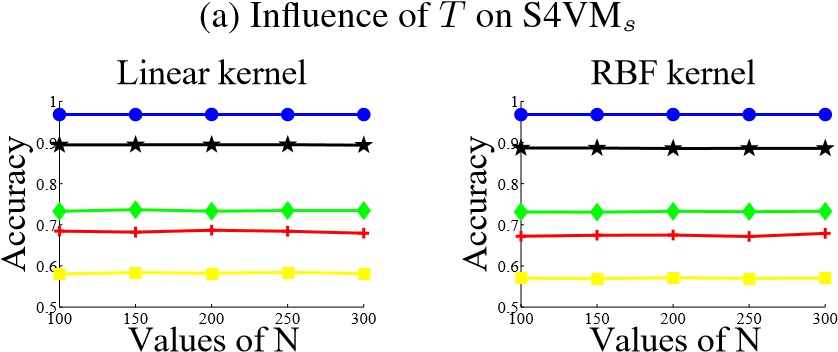 (a) Influence of T on S4VMs
Linear kernel
1
0.9
0.8
0.7
0.6
0.5
Accuracy
100 150 200 250 300
Values of N
RBF kernel
1
0.9
0.8
0.7
0.6
0.5
Accuracy
100 150 200 250 300
Values of N